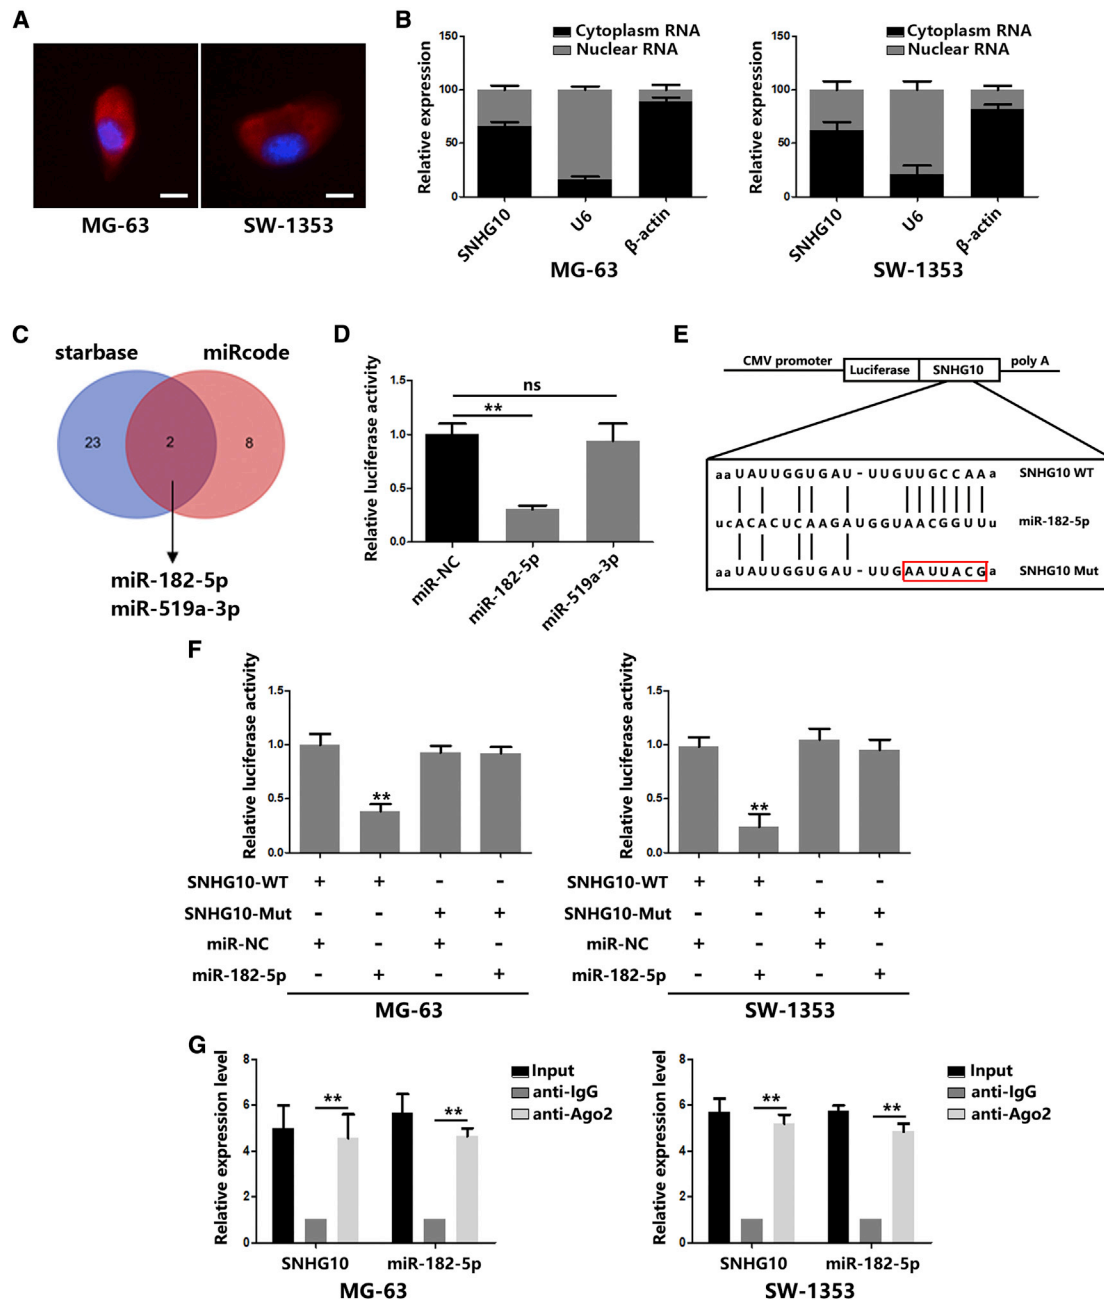 A
MG-63
SW-1353
B
Relative expression
150
100
50
0
Cytoplasm RNA
Nuclear RNA
SNHG10
U6
β-actin
MG-63
Relative expression
150
100
50
0
Cytoplasm RNA
Nuclear RNA
SNHG10
U6
β-actin
SW-1353
C
starbase
miRcode
23
2
8
miR-182-5p
miR-519a-3p
D
Relative luciferase activity
1.5
1.0
0.5
0.0
ns
**
miR-NC
miR-182-5p
miR-519a-3p
E
CMV promoter
Luciferase
SNHG10
poly A
aaUAUUGGUGAU-UUGUUGCCAAa SNHG10 WT
ucACACUCAAGAUGGUAACGGUUu miR-182-5p
aaUAUUGGUGAU-UUGAAUUACGa SNHG10 Mut
F
Relative luciferase activity
1.5
1.0
0.5
0.0
**
SNHG10-WT + + - -
SNHG10-Mut - - + +
miR-NC + - + -
miR-182-5p - + - +
MG-63
Relative luciferase activity
1.5
1.0
0.5
0.0
**
SNHG10-WT + + - -
SNHG10-Mut - - + +
miR-NC + - + -
miR-182-5p - + - +
SW-1353
G
Relative expression level
8
6
4
2
0
**
**
Input
anti-IgG
anti-Ago2
SNHG10
miR-182-5p
MG-63
Relative expression level
8
6
4
2
0
**
**
Input
anti-IgG
anti-Ago2
SNHG10
miR-182-5p
SW-1353